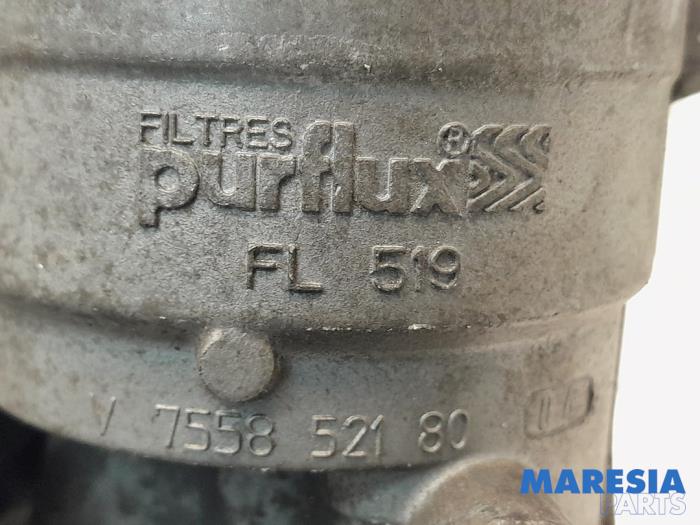 FILTRES
purflux®
FL 519
V 7558 521 80
MARESIA
PARTS